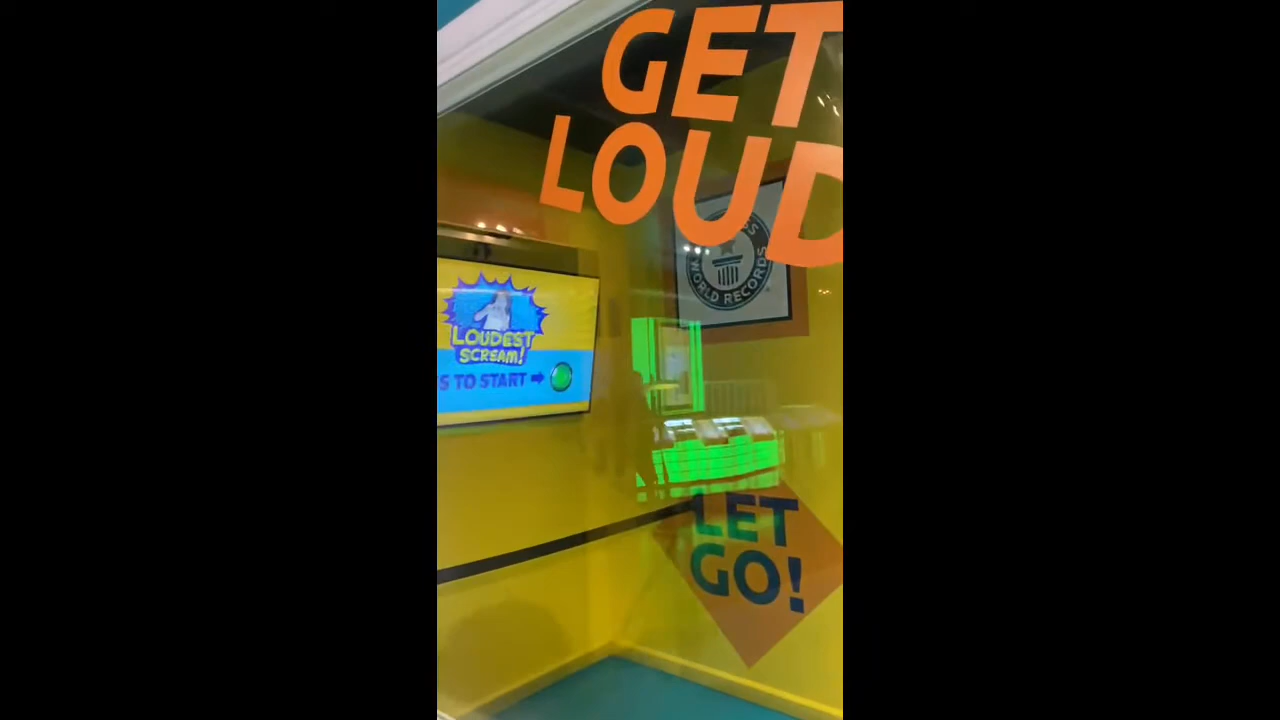 GET
LOUD
WORLD RECORDS
LOUDEST
SCREAM!
S TO START
LET
GO!